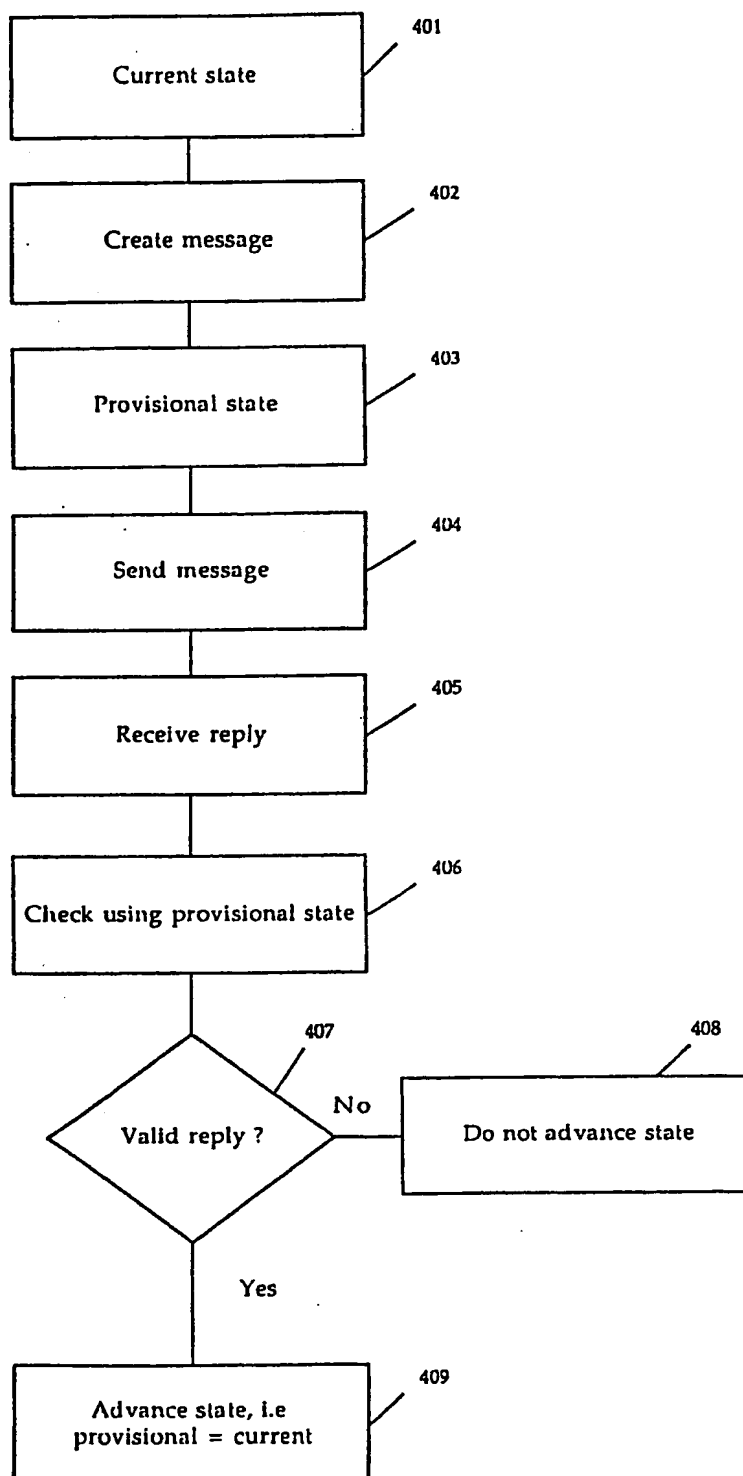 401
Current state
402
Create message
403
Provisional state
404
Send message
405
Receive reply
406
Check using provisional state
407
408
Valid reply ?
No
Do not advance state
Yes
409
Advance state, i.e
provisional = current